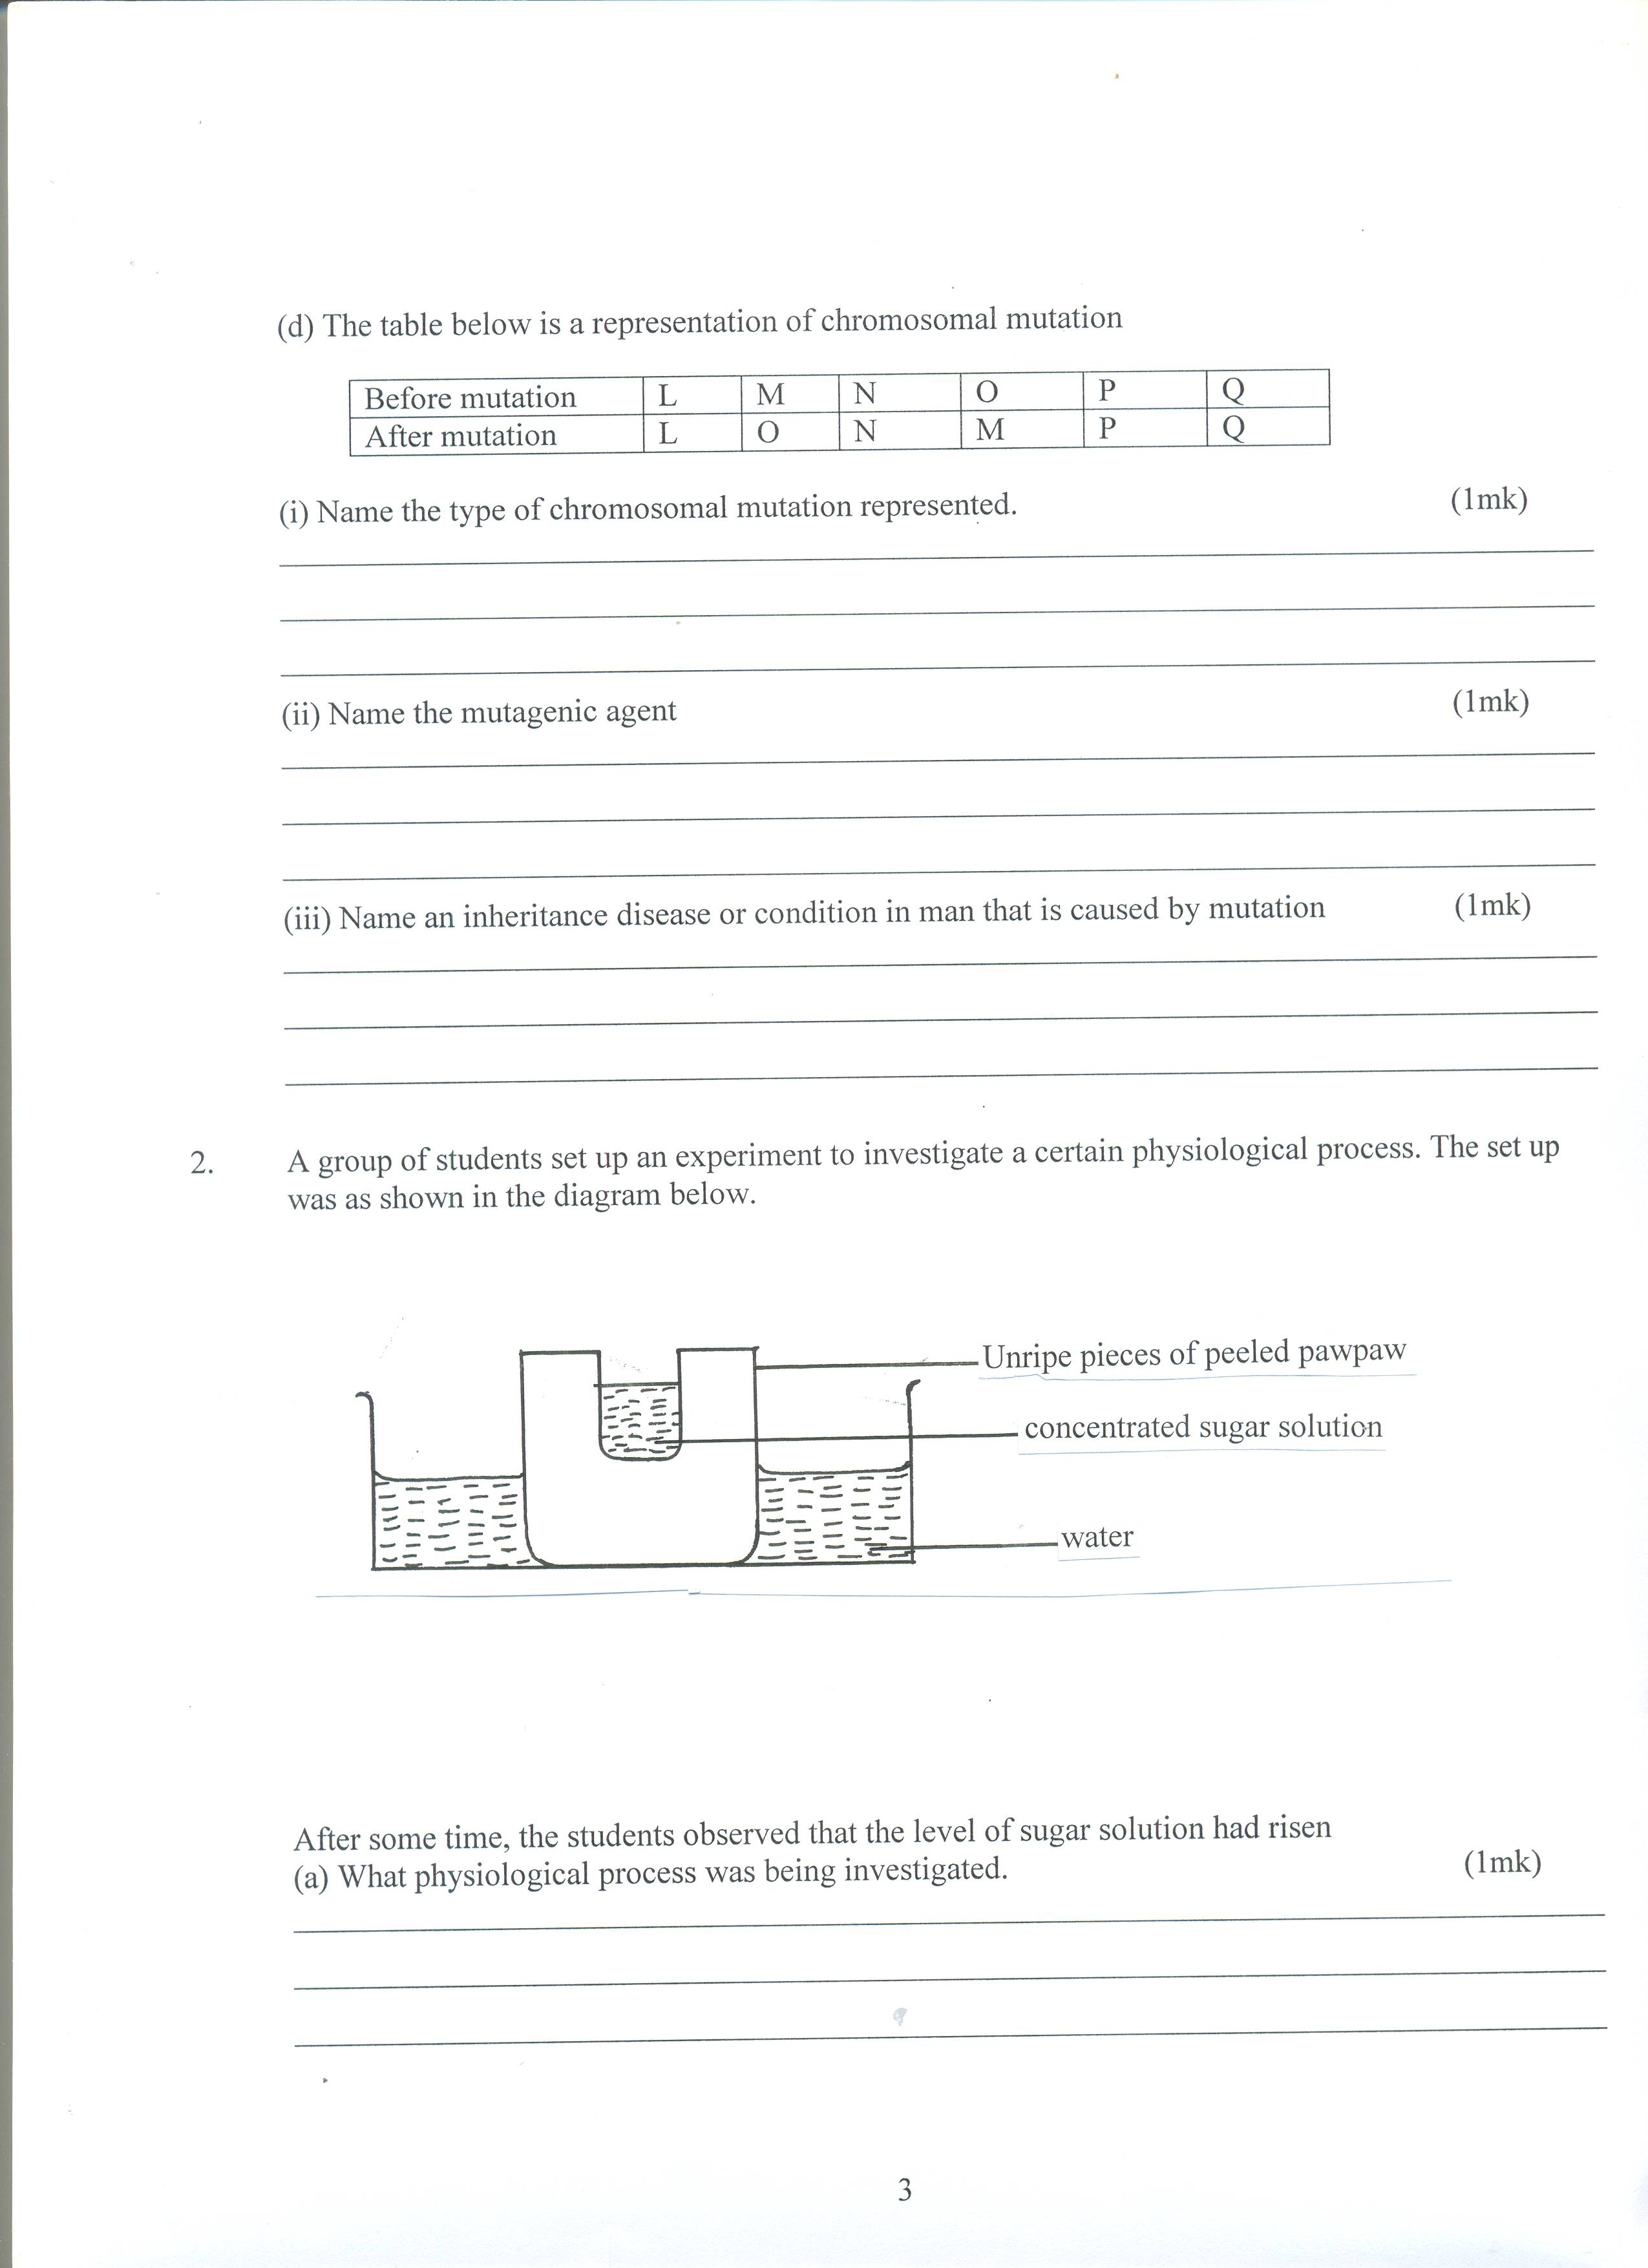 (d) The table below is a representation of chromosomal mutation
Before mutation L M N O P Q
After mutation L O N M P Q
(i) Name the type of chromosomal mutation represented. (1mk)
(ii) Name the mutagenic agent (1mk)
(iii) Name an inheritance disease or condition in man that is caused by mutation (1mk)
2. A group of students set up an experiment to investigate a certain physiological process. The set up
was as shown in the diagram below.
Unripe pieces of peeled pawpaw
concentrated sugar solution
water
After some time, the students observed that the level of sugar solution had risen
(a) What physiological process was being investigated. (1mk)
3